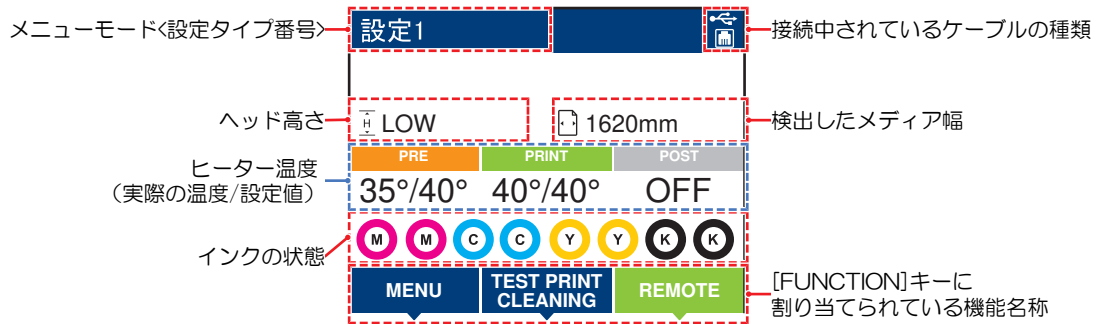 メニューモード<設定タイプ番号>
設定1
接続中されているケーブルの種類
ヘッド高さ
H LOW
1620mm
検出したメディア幅
ヒーター温度
（実際の温度/設定値）
PRE PRINT POST
35°/40° 40°/40° OFF
インクの状態
M M C C Y Y K K
MENU
TEST PRINT
CLEANING
REMOTE
[FUNCTION]キーに
割り当てられている機能名称